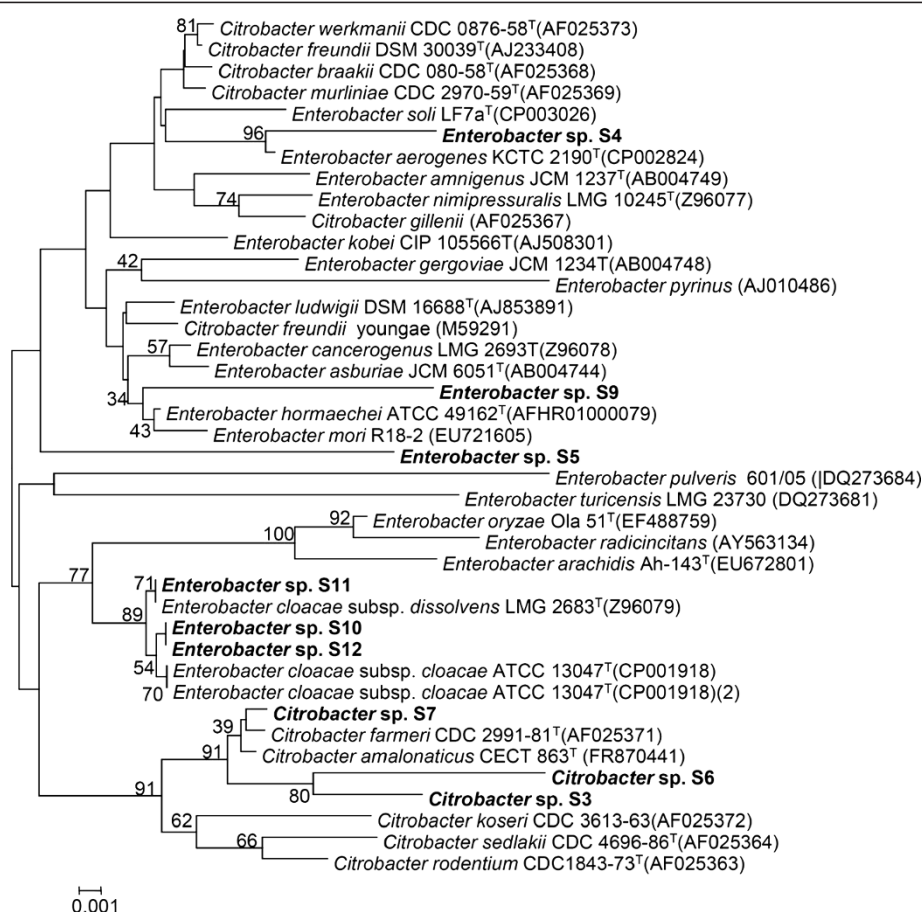 81 Citrobacter werkmanii CDC 0876-58ᵀ(AF025373)
Citrobacter freundii DSM 30039ᵀ(AJ233408)
Citrobacter braakii CDC 080-58ᵀ(AF025368)
Citrobacter murliniae CDC 2970-59ᵀ(AF025369)
Enterobacter soli LF7aᵀ(CP003026)
96 Enterobacter sp. S4
Enterobacter aerogenes KCTC 2190ᵀ(CP002824)
Enterobacter amnigenus JCM 1237ᵀ(AB004749)
74 Enterobacter nimipressuralis LMG 10245ᵀ(Z96077)
Citrobacter gillenii (AF025367)
Enterobacter kobei CIP 105566T(AJ508301)
42 Enterobacter gergoviae JCM 1234T(AB004748)
Enterobacter pyrinus (AJ010486)
Enterobacter ludwigii DSM 16688ᵀ(AJ853891)
Citrobacter freundii youngae (M59291)
57 Enterobacter cancerogenus LMG 2693T(Z96078)
Enterobacter asburiae JCM 6051ᵀ(AB004744)
34 Enterobacter sp. S9
Enterobacter hormaechei ATCC 49162ᵀ(AFHR01000079)
43 Enterobacter mori R18-2 (EU721605)
Enterobacter sp. S5
Enterobacter pulveris 601/05 (|DQ273684)
Enterobacter turicensis LMG 23730 (DQ273681)
92 Enterobacter oryzae Ola 51ᵀ(EF488759)
100 Enterobacter radicincitans (AY563134)
Enterobacter arachidis Ah-143ᵀ(EU672801)
77 71 Enterobacter sp. S11
Enterobacter cloacae subsp. dissolvens LMG 2683ᵀ(Z96079)
89 Enterobacter sp. S10
Enterobacter sp. S12
54 Enterobacter cloacae subsp. cloacae ATCC 13047ᵀ(CP001918)
70 Enterobacter cloacae subsp. cloacae ATCC 13047ᵀ(CP001918)(2)
Citrobacter sp. S7
39 Citrobacter farmeri CDC 2991-81ᵀ(AF025371)
91 Citrobacter amalonaticus CECT 863ᵀ (FR870441)
Citrobacter sp. S6
91 80 Citrobacter sp. S3
62 Citrobacter koseri CDC 3613-63(AF025372)
66 Citrobacter sedlakii CDC 4696-86ᵀ(AF025364)
Citrobacter rodentium CDC1843-73ᵀ(AF025363)
0.001